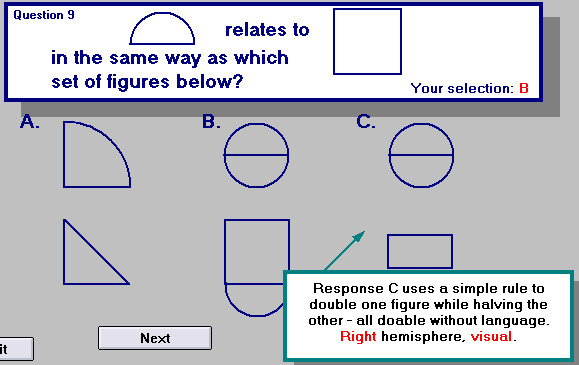 Question 9
relates to
in the same way as which
set of figures below?
Your selection: B
A.
B.
C.
Response C uses a simple rule to
double one figure while halving the
other - all doable without language.
Right hemisphere, visual.
Next
it